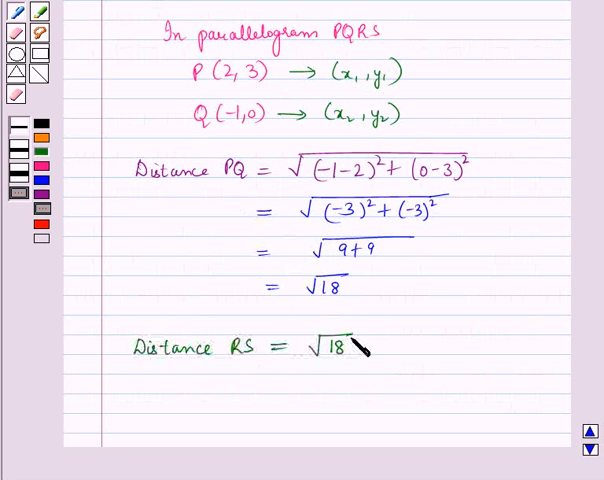 In parallelogram PQRS
P(2,3) → (x₁,y₁)
Q(-1,0) → (x₂,y₂)
Distance PQ = √(-1-2)²+(0-3)²
= √(-3)²+(-3)²
= √9+9
= √18
Distance RS = √18